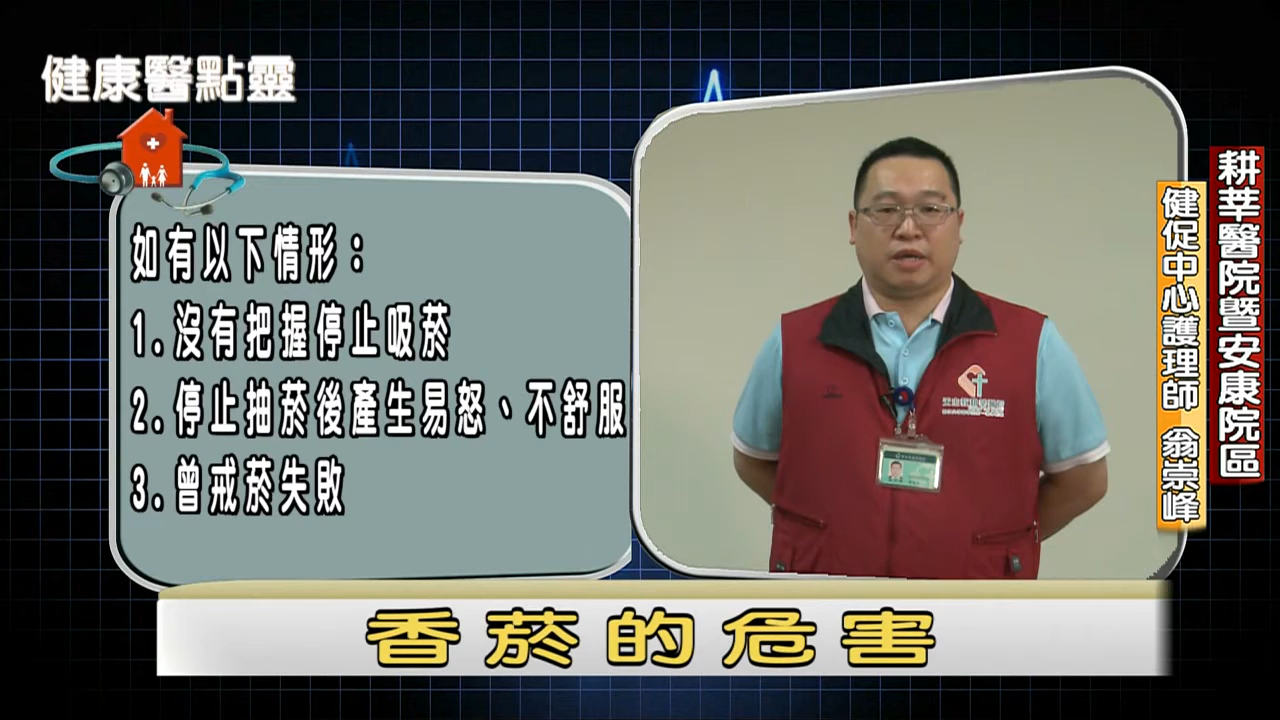 健康醫點靈
如有以下情形：
1.沒有把握停止吸菸
2.停止抽菸後產生易怒、不舒服
3.曾戒菸失敗
耕莘醫院暨安康院區
健促中心護理師 翁崇峰
香菸的危害